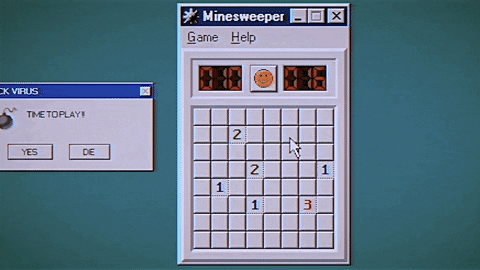 Minesweeper
Game Help
CK VIRUS
TIME TO PLAY!!
YES DIE
2
2 1
1
1 3